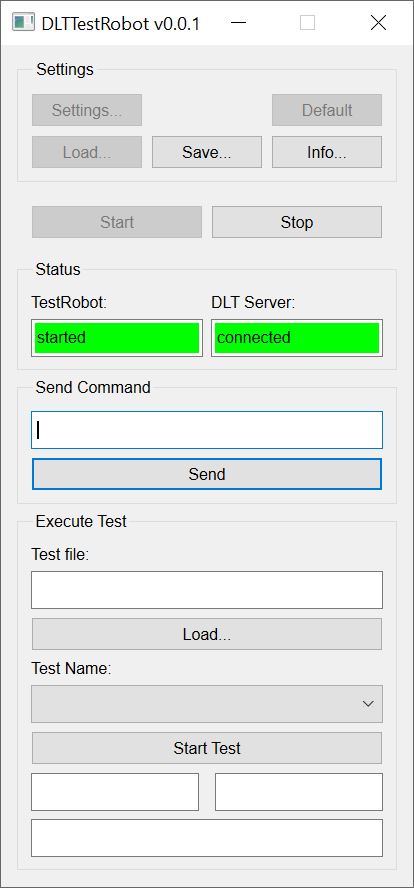 DLTTestRobot v0.0.1
Settings
Settings... Default
Load... Save... Info...
Start Stop
Status
TestRobot: DLT Server:
started connected
Send Command
Send
Execute Test
Test file:
Load...
Test Name:
Start Test